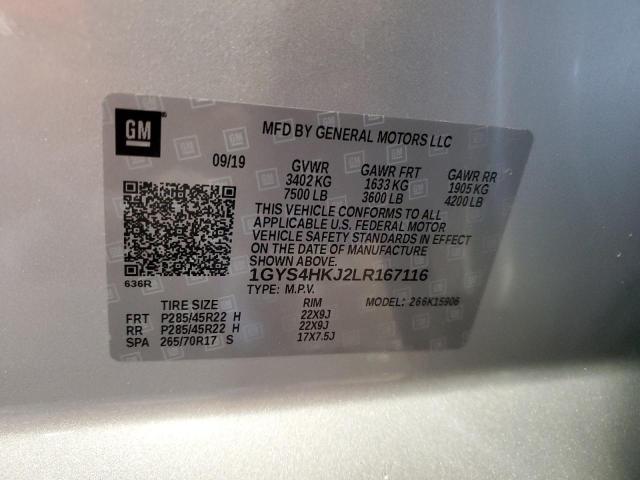 GM
MFD BY GENERAL MOTORS LLC
09/19 GVWR GAWR FRT GAWR RR
3402 KG 1633 KG 1905 KG
7500 LB 3600 LB 4200 LB
THIS VEHICLE CONFORMS TO ALL
APPLICABLE U.S. FEDERAL MOTOR
VEHICLE SAFETY STANDARDS IN EFFECT
ON THE DATE OF MANUFACTURE
SHOWN ABOVE.
636R 1GYS4HKJ2LR167116
TYPE: M.P.V.
TIRE SIZE RIM MODEL: 266K15906
FRT P285/45R22 H 22X9J
RR P285/45R22 H 22X9J
SPA 265/70R17 S 17X7.5J